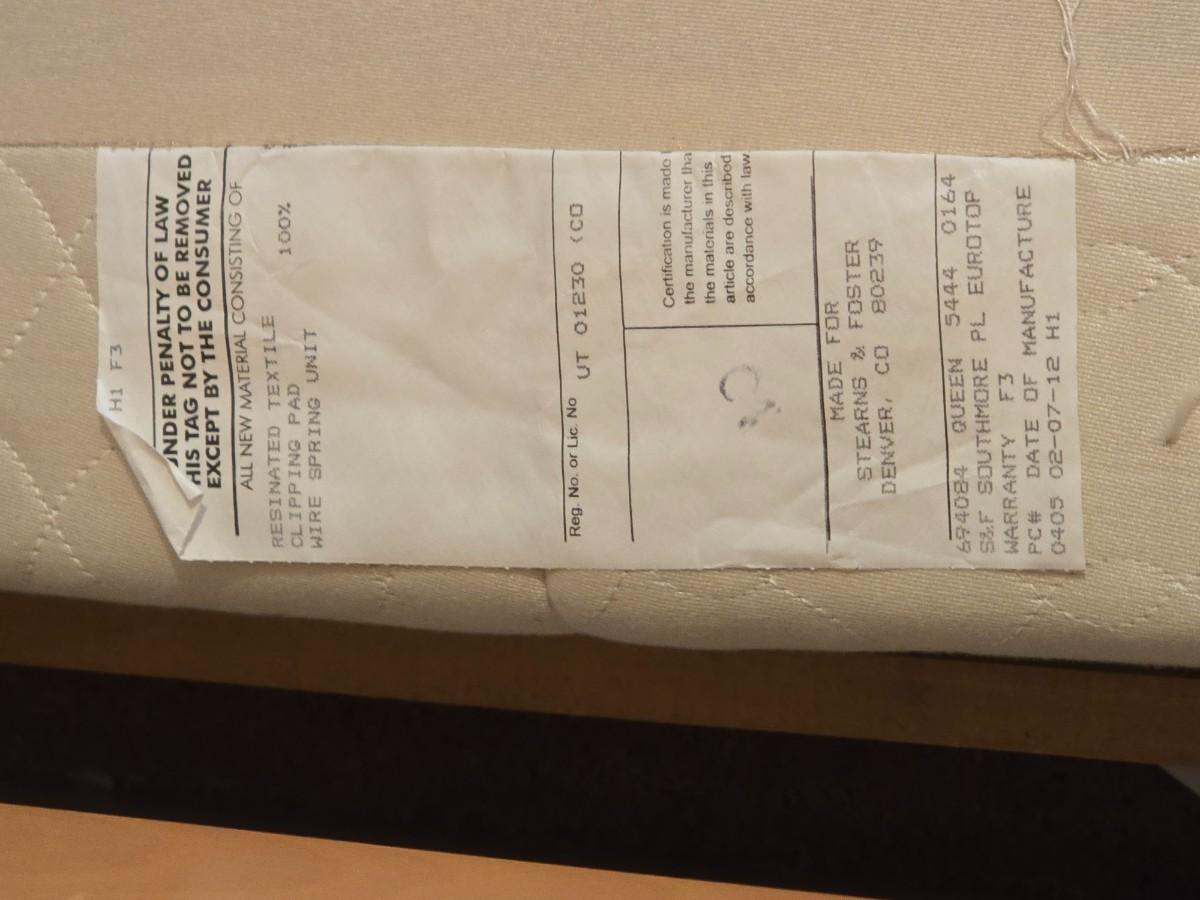 H1 F3
UNDER PENALTY OF LAW
HIS TAG NOT TO BE REMOVED
EXCEPT BY THE CONSUMER
ALL NEW MATERIAL CONSISTING OF
RESINATED TEXTILE
CLIPPING PAD 100%
WIRE SPRING UNIT
Reg. No. or Lic. No
UT 01230 (CO
Certification is made
the manufacturer tha
the materials in this
article are described
accordance with law
MADE FOR
STEARNS & FOSTER
DENVER, CO 80239
694084 QUEEN 5444 0164
S&F SOUTHMORE PL EUROTOP
WARRANTY F3
PC# DATE OF MANUFACTURE
0405 02-07-12 H1